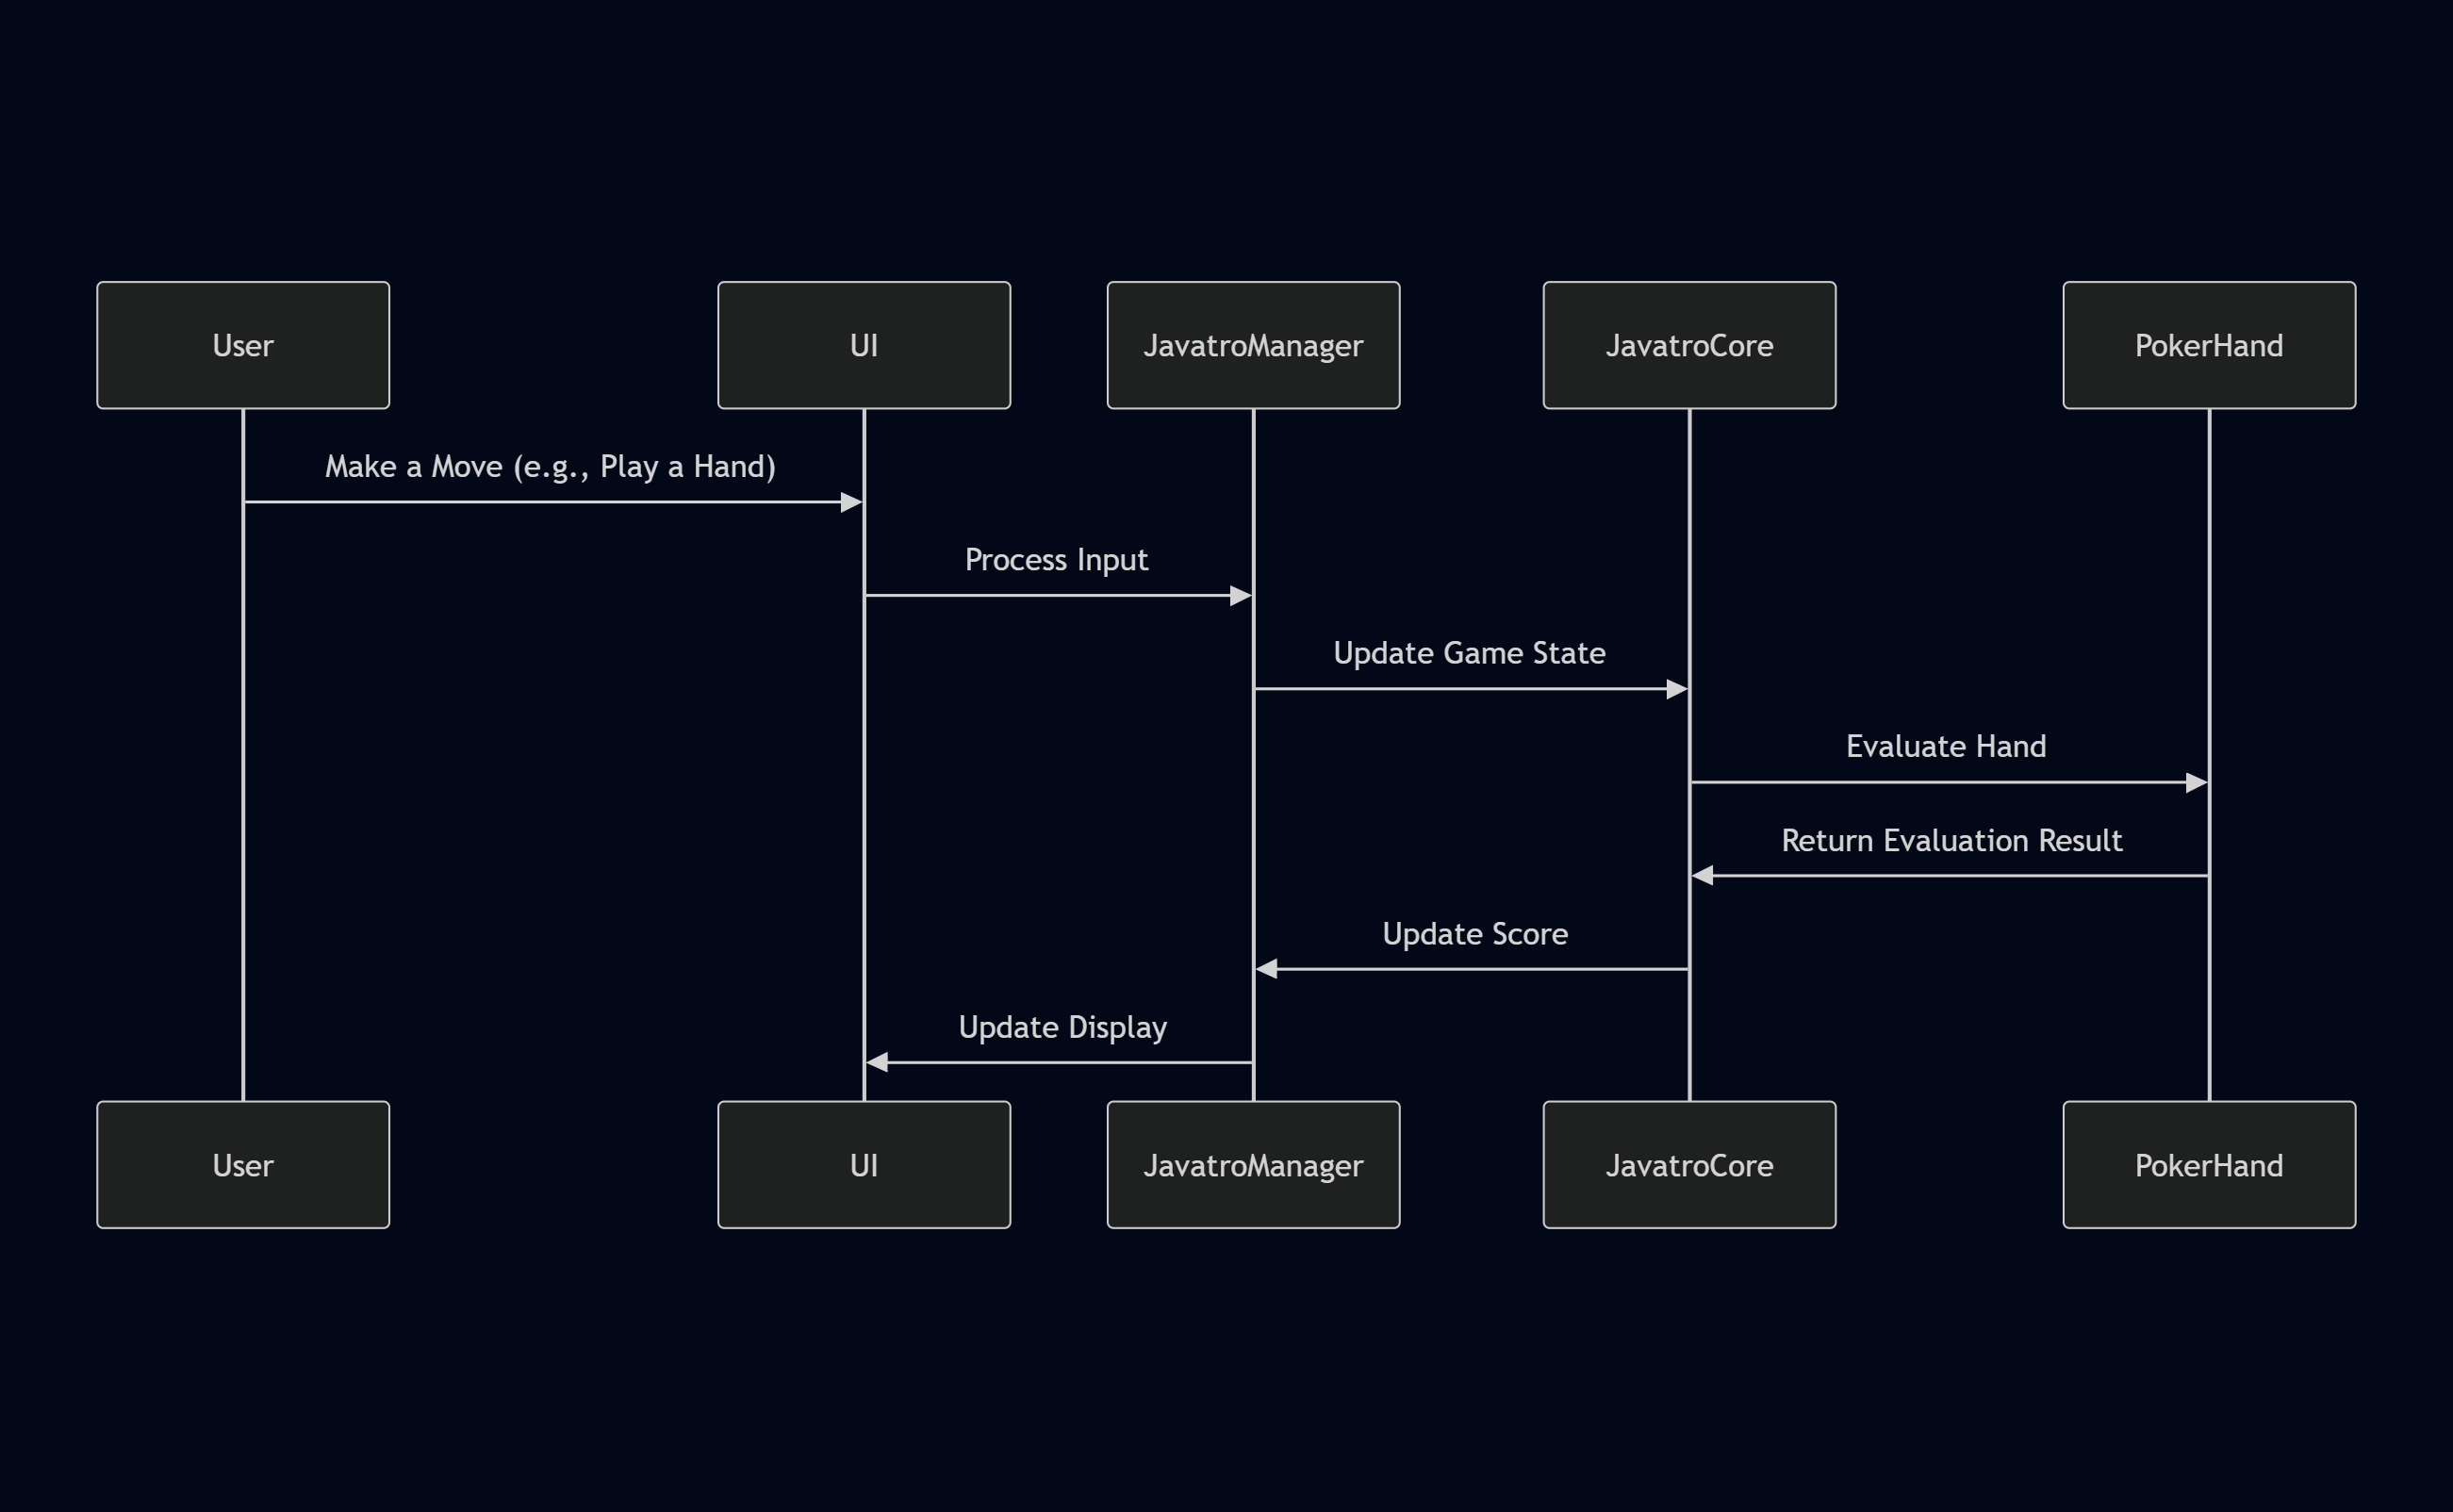 User
UI
JavatroManager
JavatroCore
PokerHand
Make a Move (e.g., Play a Hand)
Process Input
Update Game State
Evaluate Hand
Return Evaluation Result
Update Score
Update Display
User
UI
JavatroManager
JavatroCore
PokerHand